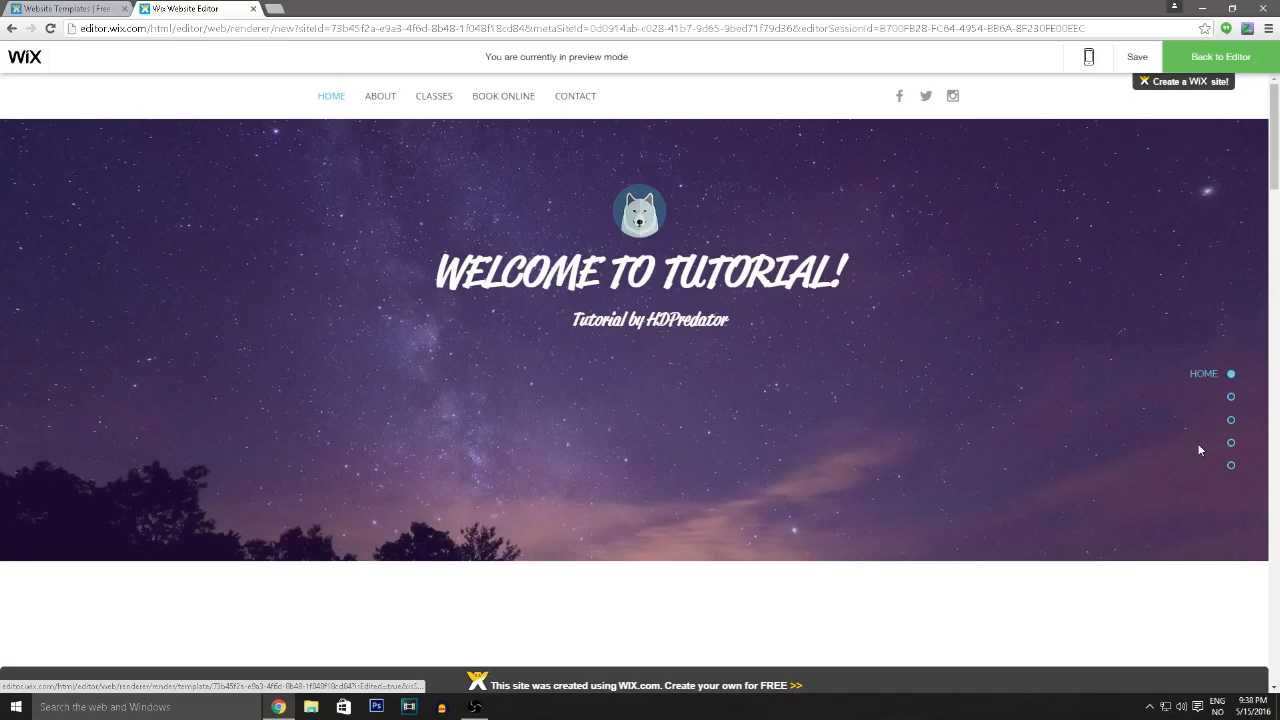 Website Templates | Free
Wix Website Editor
editor.wix.com/html/editor/web/renderer/new?siteId=73b45f2a-e9a3-4f6d-8b48-1f048f18cd84&metaSiteId=0d0914ab-c028-41b7-9d65-9bed71f79d36&editorSessionId=B700FB28-FC64-4954-BB6A-8F230FE00EEC
WiX
You are currently in preview mode
Save
Back to Editor
Create a WiX site!
HOME ABOUT CLASSES BOOK ONLINE CONTACT
WELCOME TO TUTORIAL!
Tutorial by HDPredator
HOME
This site was created using WIX.com. Create your own for FREE >>
Search the web and Windows
Ps
ENG
NO
9:38 PM
5/15/2016